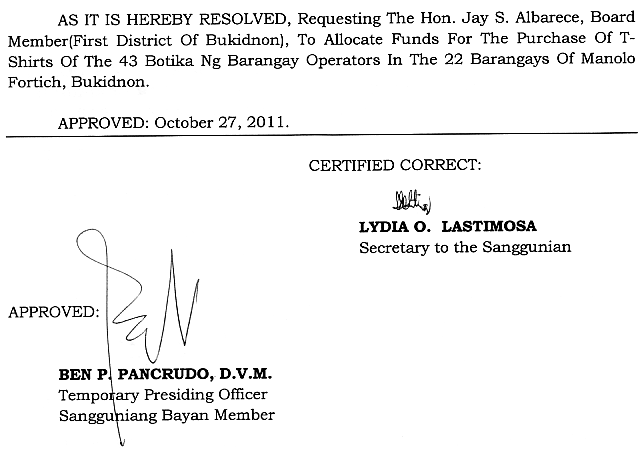 AS IT IS HEREBY RESOLVED, Requesting The Hon. Jay S. Albarece, Board
Member(First District Of Bukidnon), To Allocate Funds For The Purchase Of T-
Shirts Of The 43 Botika Ng Barangay Operators In The 22 Barangays Of Manolo
Fortich, Bukidnon.
APPROVED: October 27, 2011.
CERTIFIED CORRECT:
LYDIA O. LASTIMOSA
Secretary to the Sanggunian
APPROVED:
BEN P. PANCRUDO, D.V.M.
Temporary Presiding Officer
Sangguniang Bayan Member